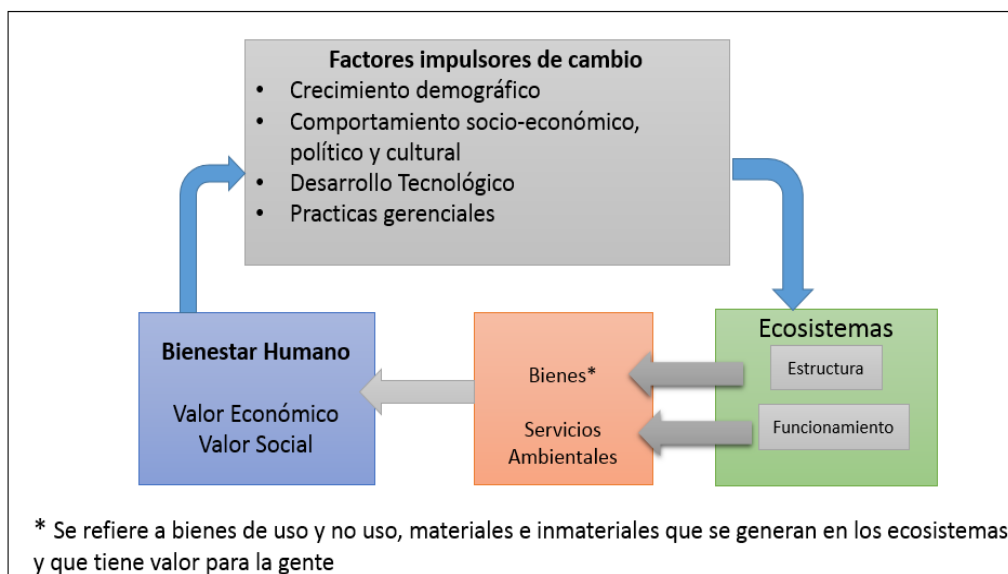 Factores impulsores de cambio
• Crecimiento demográfico
• Comportamiento socio-económico,
político y cultural
• Desarrollo Tecnológico
• Practicas gerenciales
Bienestar Humano
Valor Económico
Valor Social
Bienes*
Servicios
Ambientales
Ecosistemas
Estructura
Funcionamiento
* Se refiere a bienes de uso y no uso, materiales e inmateriales que se generan en los ecosistemas
y que tiene valor para la gente